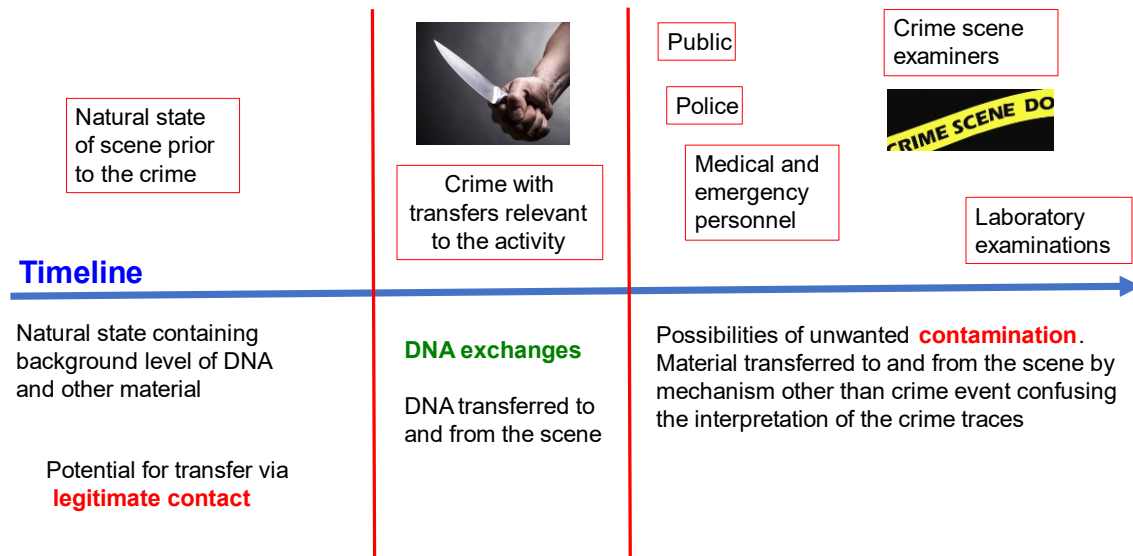 Natural state
of scene prior
to the crime
Crime with
transfers relevant
to the activity
Public
Police
Medical and
emergency
personnel
Crime scene
examiners
CRIME SCENE DO
Laboratory
examinations
Timeline
Natural state containing
background level of DNA
and other material
Potential for transfer via
legitimate contact
DNA exchanges
DNA transferred to
and from the scene
Possibilities of unwanted contamination.
Material transferred to and from the scene by
mechanism other than crime event confusing
the interpretation of the crime traces